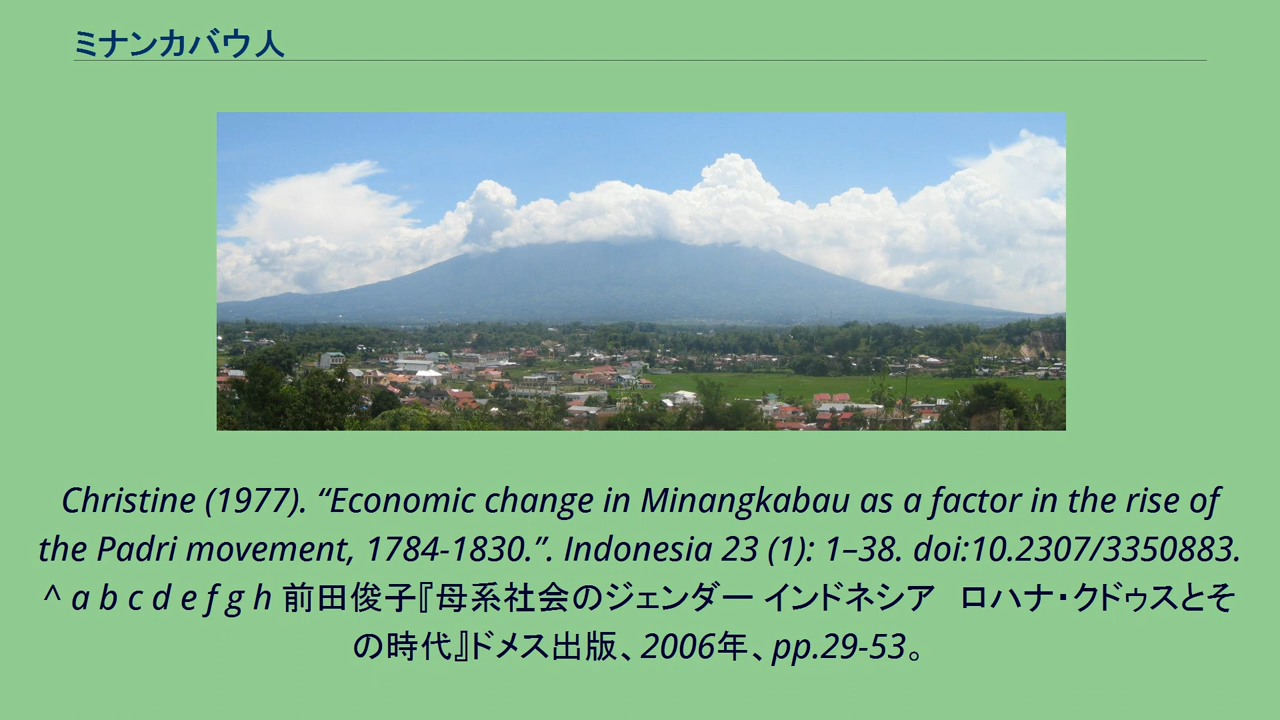 ミナンカバウ人
Christine (1977). “Economic change in Minangkabau as a factor in the rise of
the Padri movement, 1784-1830.”. Indonesia 23 (1): 1–38. doi:10.2307/3350883.
^ a b c d e f g h 前田俊子『母系社会のジェンダー インドネシア　ロハナ・クドゥスとそ
の時代』ドメス出版、2006年、pp.29-53。